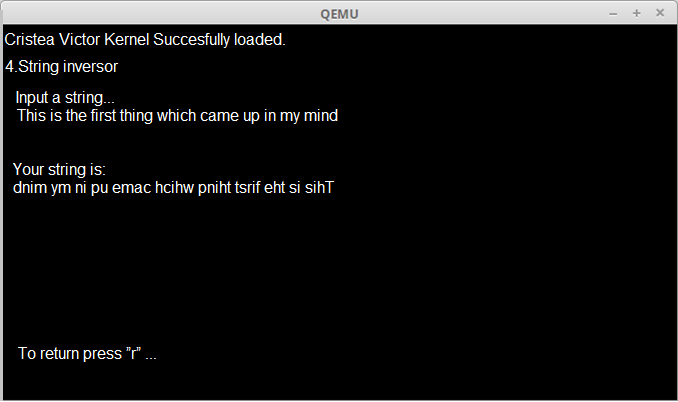 QEMU
Cristea Victor Kernel Succesfully loaded.
4.String inversor
Input a string...
This is the first thing which came up in my mind
Your string is:
dnim ym ni pu emac hcihw pniht tsrif eht si sihT
To return press ”r” ...